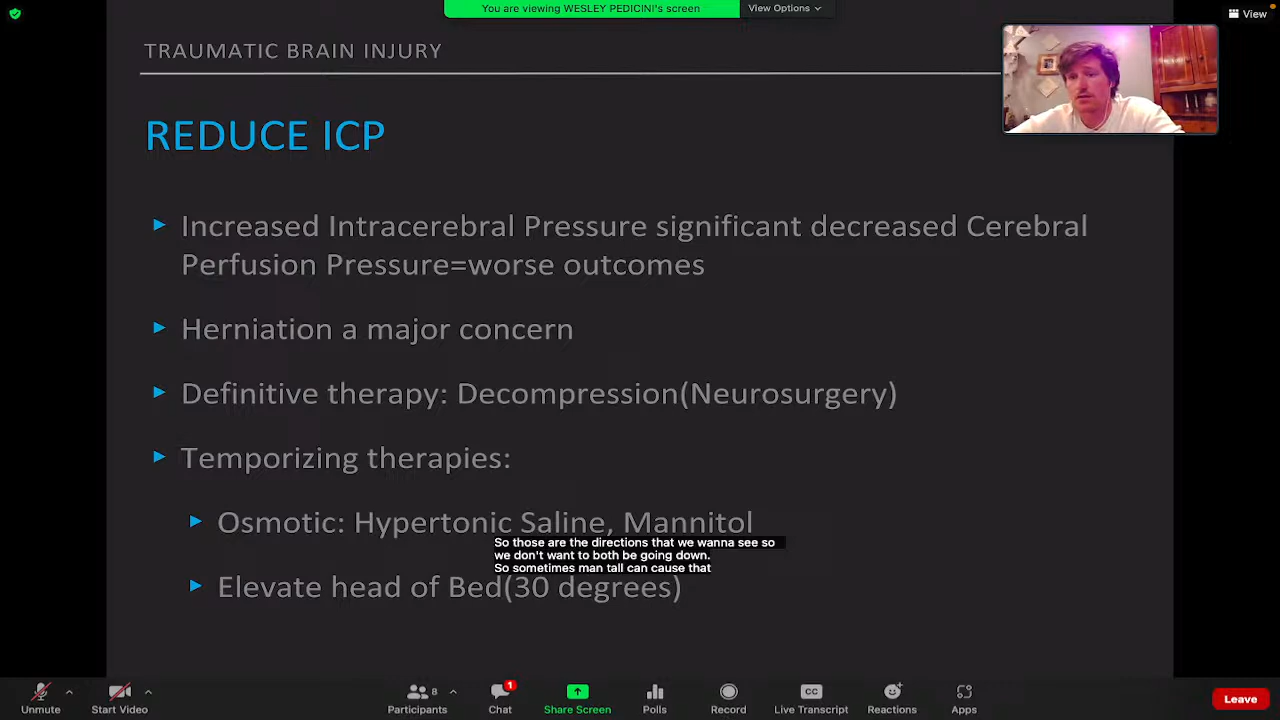 You are viewing WESLEY PEDICINI's screen
View Options
View
TRAUMATIC BRAIN INJURY
REDUCE ICP
Increased Intracerebral Pressure significant decreased Cerebral
Perfusion Pressure=worse outcomes
Herniation a major concern
Definitive therapy: Decompression(Neurosurgery)
Temporizing therapies:
Osmotic: Hypertonic Saline, Mannitol
So those are the directions that we wanna see so
we don't want to both be going down.
So sometimes man tall can cause that
Elevate head of Bed(30 degrees)
Unmute
Start Video
8
Participants
1
Chat
Share Screen
Polls
Record
CC
Live Transcript
Reactions
Apps
Leave